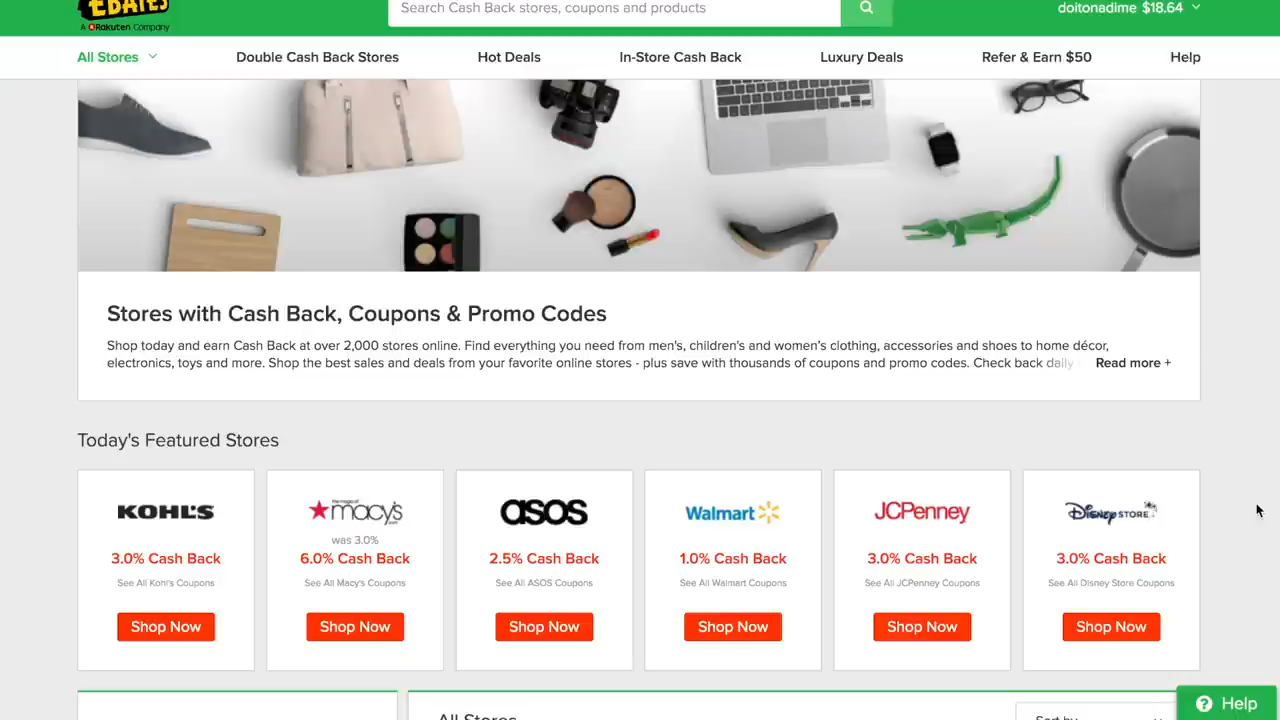 EBATES
A Rakuten Company
Search Cash Back stores, coupons and products
doitonadime $18.64
All Stores
Double Cash Back Stores
Hot Deals
In-Store Cash Back
Luxury Deals
Refer & Earn $50
Help
Stores with Cash Back, Coupons & Promo Codes
Shop today and earn Cash Back at over 2,000 stores online. Find everything you need from men's, children's and women's clothing, accessories and shoes to home décor,
electronics, toys and more. Shop the best sales and deals from your favorite online stores - plus save with thousands of coupons and promo codes. Check back daily Read more +
Today's Featured Stores
KOHL'S
3.0% Cash Back
See All Kohl's Coupons
Shop Now
the magic of
macy's
.com
was 3.0%
6.0% Cash Back
See All Macy's Coupons
Shop Now
asos
2.5% Cash Back
See All ASOS Coupons
Shop Now
Walmart
1.0% Cash Back
See All Walmart Coupons
Shop Now
JCPenney
3.0% Cash Back
See All JCPenney Coupons
Shop Now
Disney STORE
3.0% Cash Back
See All Disney Store Coupons
Shop Now
All Stores
Sort by
Help